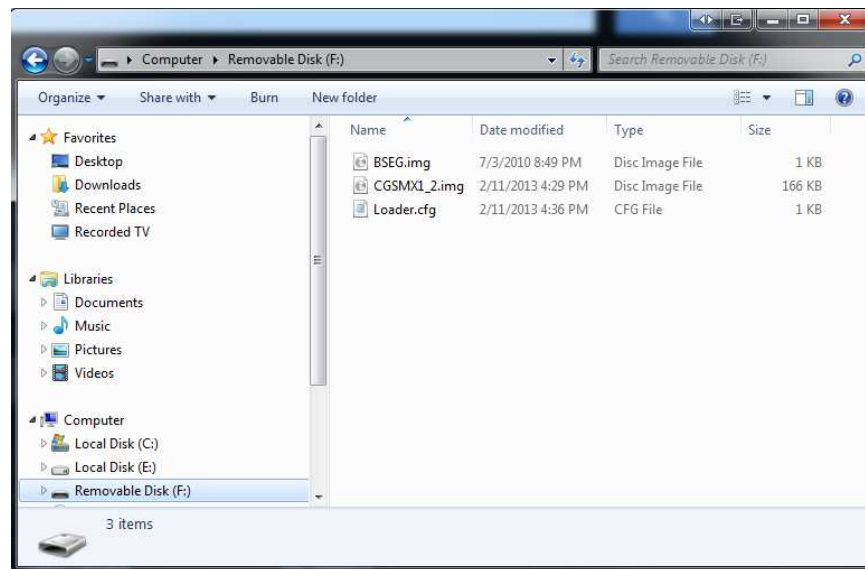 Computer ▸ Removable Disk (F:)
Search Removable Disk (F:)
Organize Share with Burn New folder
Favorites
Desktop
Downloads
Recent Places
Recorded TV
Libraries
Documents
Music
Pictures
Videos
Computer
Local Disk (C:)
Local Disk (E:)
Removable Disk (F:)
Name Date modified Type Size
BSEG.img 7/3/2010 8:49 PM Disc Image File 1 KB
CGSMX1_2.img 2/11/2013 4:29 PM Disc Image File 166 KB
Loader.cfg 2/11/2013 4:36 PM CFG File 1 KB
3 items